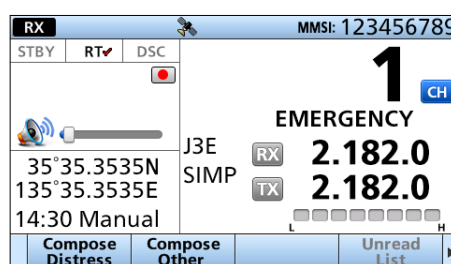 RX MMSI: 123456789
STBY RT✔ DSC
1 CH
EMERGENCY
J3E RX 2.182.0
SIMP TX 2.182.0
35°35.3535N
135°35.3535E
14:30 Manual
L H
Compose Distress
Compose Other
Unread List